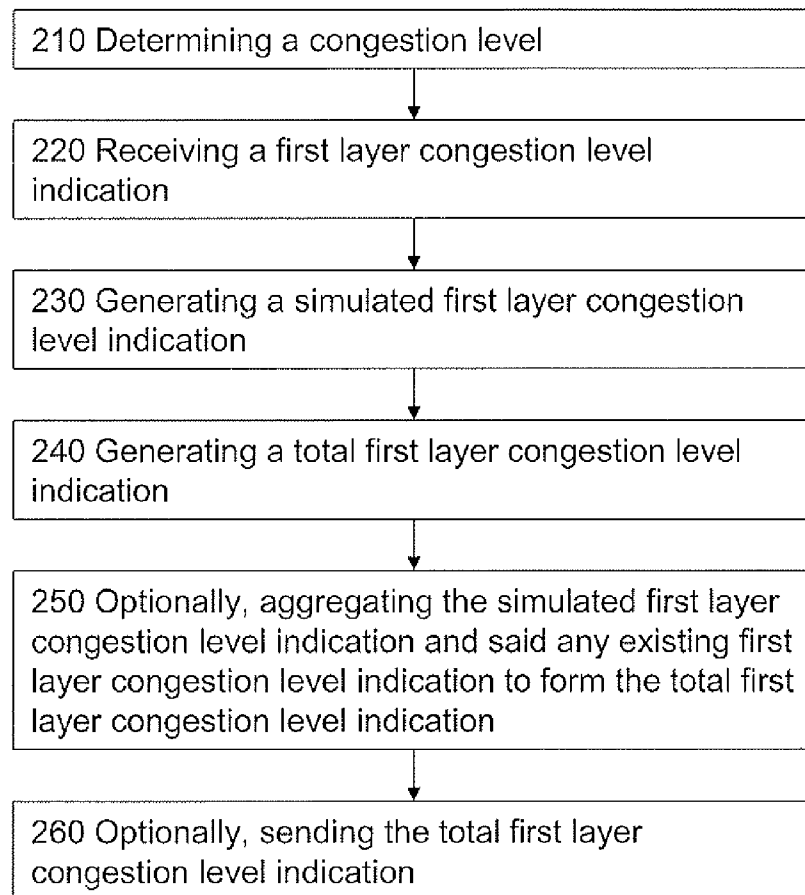 210 Determining a congestion level
220 Receiving a first layer congestion level
indication
230 Generating a simulated first layer congestion
level indication
240 Generating a total first layer congestion level
indication
250 Optionally, aggregating the simulated first layer
congestion level indication and said any existing first
layer congestion level indication to form the total first
layer congestion level indication
260 Optionally, sending the total first layer
congestion level indication